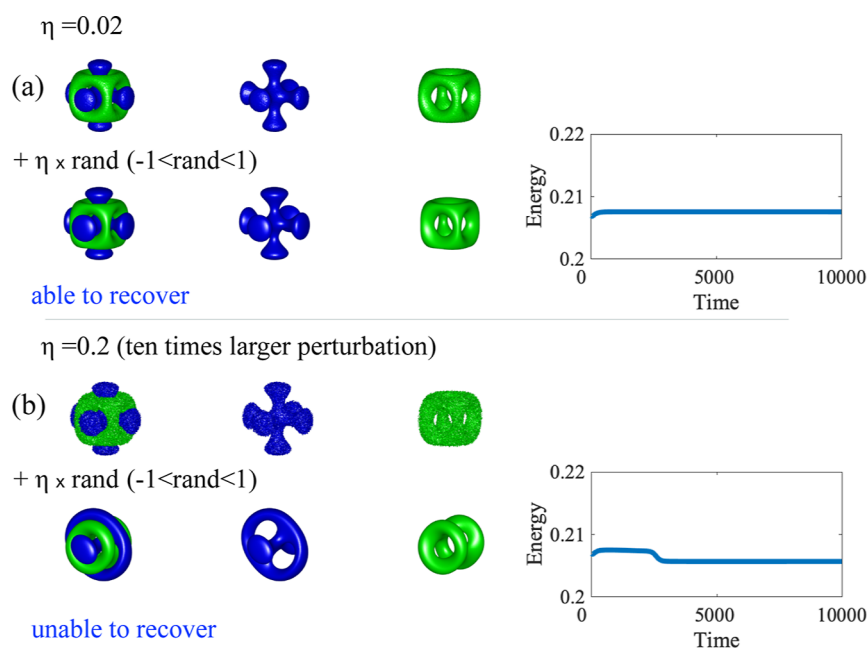 η =0.02
(a)
+ η x rand (-1<rand<1)
able to recover
0.22
0.21
0.2
Energy
0
5000
10000
Time
η =0.2 (ten times larger perturbation)
(b)
+ η x rand (-1<rand<1)
unable to recover
0.22
0.21
0.2
Energy
0
5000
10000
Time